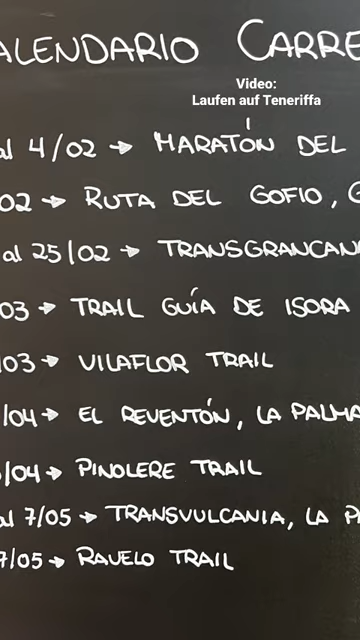 ALENDARIO CARRE
Video:
Laufen auf Teneriffa
al 4/02 → MARATÓN DEL
02 → RUTA DEL GOFIO, G
al 25/02 → TRANSGRANCAN
03 → TRAIL GUÍA DE ISORA
/03 → VILAFLOR TRAIL
/04 → EL REVENTÓN, LA PALMA
/04 → PINOLERE TRAIL
al 7/05 → TRANSVULCANIA, LA P
7/05 → RAVELO TRAIL